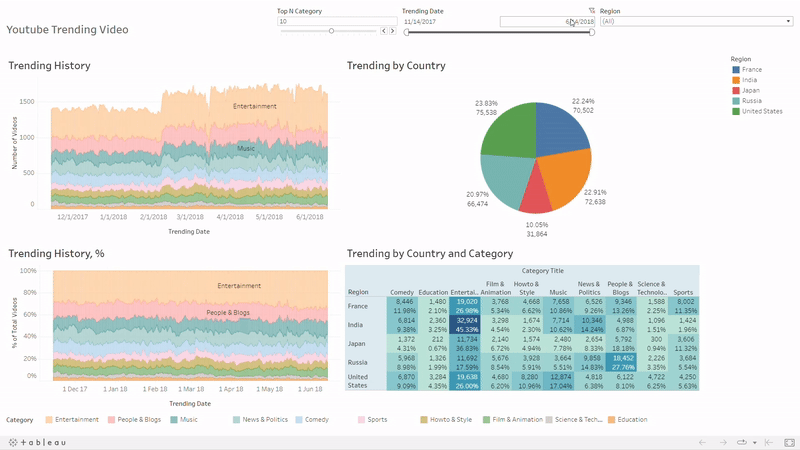 Youtube Trending Video
Top N Category
10
Trending Date
11/14/2017
Region
(All)
Trending History
Number of Videos
1500
1000
500
0
Entertainment
Music
12/1/2017 1/1/2018 2/1/2018 3/1/2018 4/1/2018 5/1/2018 6/1/2018
Trending Date
Trending by Country
23.83%
75,538
22.24%
70,502
20.97%
66,474
22.91%
72,638
10.05%
31,864
Region
France
India
Japan
Russia
United States
Trending History, %
% of Total Videos
100%
80%
60%
40%
20%
0%
Entertainment
People & Blogs
1 Dec 17 1 Jan 18 1 Feb 18 1 Mar 18 1 Apr 18 1 May 18 1 Jun 18
Trending Date
Trending by Country and Category
Category Title
Region Comedy Education Entertai.. Film & Animation Howto & Style Music News & Politics People & Blogs Science & Technolo.. Sports
France 8,446 1,480 19,020 3,768 4,668 7,658 6,526 9,346 1,588 8,002
11.98% 2.10% 26.98% 5.34% 6.62% 10.86% 9.26% 13.26% 2.25% 11.35%
India 6,814 2,360 32,924 3,298 1,674 7,714 10,346 4,988 1,096 1,424
9.38% 3.25% 45.33% 4.54% 2.30% 10.62% 14.24% 6.87% 1.51% 1.96%
Japan 1,372 212 11,734 2,140 1,574 2,480 2,654 5,792 300 3,606
4.31% 0.67% 36.83% 6.72% 4.94% 7.78% 8.33% 18.18% 0.94% 11.32%
Russia 5,968 1,326 11,692 5,676 3,928 3,664 9,858 18,452 2,226 3,684
8.98% 1.99% 17.59% 8.54% 5.91% 5.51% 14.83% 27.76% 3.35% 5.54%
United States 6,870 3,284 19,638 4,680 8,280 12,874 4,818 6,122 4,722 4,250
9.09% 4.35% 26.00% 6.20% 10.96% 17.04% 6.38% 8.10% 6.25% 5.63%
Category Entertainment People & Blogs Music News & Politics Comedy Sports Howto & Style Film & Animation Science & Tech... Education
+ a b l e a u